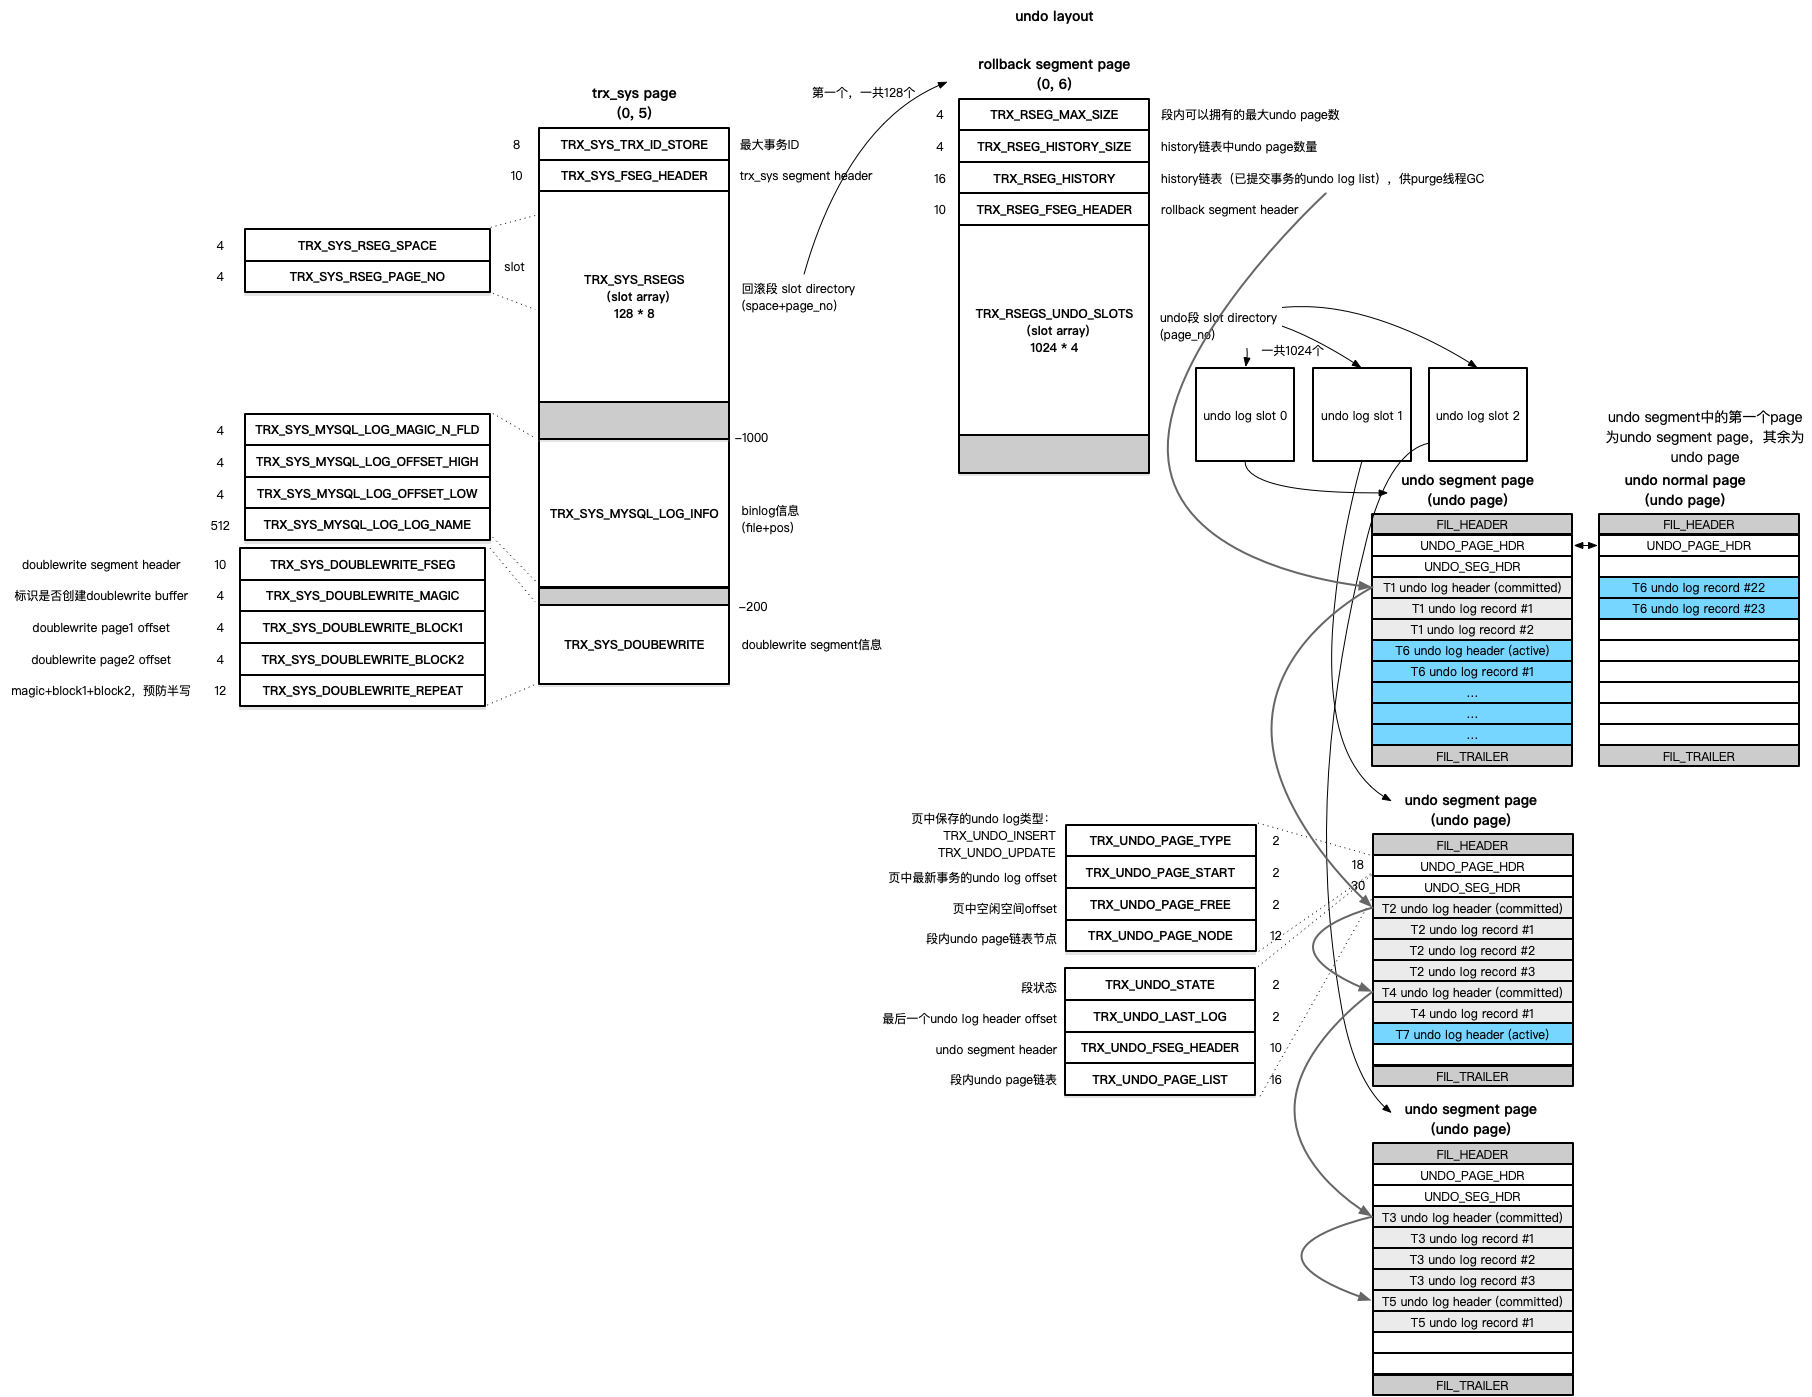 undo layout
trx_sys page
(0, 5)
8
TRX_SYS_TRX_ID_STORE
最大事务ID
10
TRX_SYS_FSEG_HEADER
trx_sys segment header
4
TRX_SYS_RSEG_SPACE
4
TRX_SYS_RSEG_PAGE_NO
slot
TRX_SYS_RSEGS
(slot array)
128 * 8
回滚段 slot directory
(space+page_no)
第一个，一共128个
-1000
4
TRX_SYS_MYSQL_LOG_MAGIC_N_FLD
4
TRX_SYS_MYSQL_LOG_OFFSET_HIGH
4
TRX_SYS_MYSQL_LOG_OFFSET_LOW
512
TRX_SYS_MYSQL_LOG_LOG_NAME
TRX_SYS_MYSQL_LOG_INFO
binlog信息
(file+pos)
-200
doublewrite segment header
10
TRX_SYS_DOUBLEWRITE_FSEG
标识是否创建doublewrite buffer
4
TRX_SYS_DOUBLEWRITE_MAGIC
doublewrite page1 offset
4
TRX_SYS_DOUBLEWRITE_BLOCK1
doublewrite page2 offset
4
TRX_SYS_DOUBLEWRITE_BLOCK2
magic+block1+block2，预防半写
12
TRX_SYS_DOUBLEWRITE_REPEAT
TRX_SYS_DOUBEWRITE
doublewrite segment信息
rollback segment page
(0, 6)
4
TRX_RSEG_MAX_SIZE
段内可以拥有的最大undo page数
4
TRX_RSEG_HISTORY_SIZE
history链表中undo page数量
16
TRX_RSEG_HISTORY
history链表（已提交事务的undo log list），供purge线程GC
10
TRX_RSEG_FSEG_HEADER
rollback segment header
TRX_RSEGS_UNDO_SLOTS
(slot array)
1024 * 4
undo段 slot directory
(page_no)
一共1024个
undo log slot 0
undo log slot 1
undo log slot 2
undo segment中的第一个page
为undo segment page，其余为
undo page
undo segment page
(undo page)
FIL_HEADER
UNDO_PAGE_HDR
UNDO_SEG_HDR
T1 undo log header (committed)
T1 undo log record #1
T1 undo log record #2
T6 undo log header (active)
T6 undo log record #1
...
...
...
FIL_TRAILER
undo normal page
(undo page)
FIL_HEADER
UNDO_PAGE_HDR
T6 undo log record #22
T6 undo log record #23
FIL_TRAILER
页中保存的undo log类型：
TRX_UNDO_INSERT
TRX_UNDO_UPDATE
TRX_UNDO_PAGE_TYPE
2
页中最新事务的undo log offset
TRX_UNDO_PAGE_START
2
页中空闲空间offset
TRX_UNDO_PAGE_FREE
2
段内undo page链表节点
TRX_UNDO_PAGE_NODE
12
段状态
TRX_UNDO_STATE
2
最后一个undo log header offset
TRX_UNDO_LAST_LOG
2
undo segment header
TRX_UNDO_FSEG_HEADER
10
段内undo page链表
TRX_UNDO_PAGE_LIST
16
undo segment page
(undo page)
FIL_HEADER
18
UNDO_PAGE_HDR
30
UNDO_SEG_HDR
T2 undo log header (committed)
T2 undo log record #1
T2 undo log record #2
T2 undo log record #3
T4 undo log header (committed)
T4 undo log record #1
T7 undo log header (active)
FIL_TRAILER
undo segment page
(undo page)
FIL_HEADER
UNDO_PAGE_HDR
UNDO_SEG_HDR
T3 undo log header (committed)
T3 undo log record #1
T3 undo log record #2
T3 undo log record #3
T5 undo log header (committed)
T5 undo log record #1
FIL_TRAILER